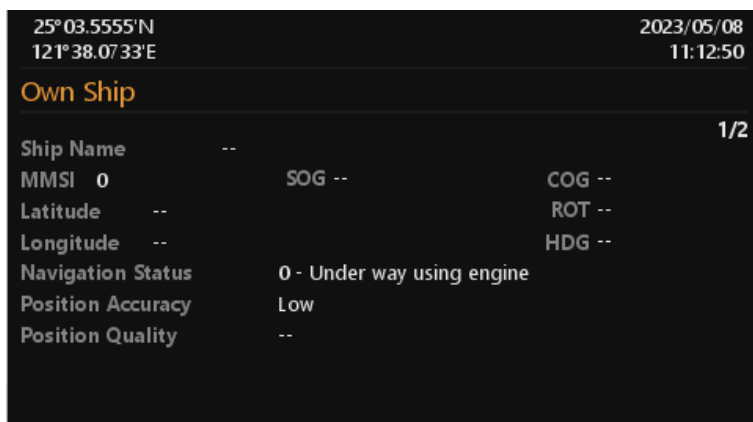 25°03.5555'N 2023/05/08
121°38.0733'E 11:12:50
Own Ship
1/2
Ship Name --
MMSI 0 SOG -- COG --
Latitude -- ROT --
Longitude -- HDG --
Navigation Status 0 - Under way using engine
Position Accuracy Low
Position Quality --